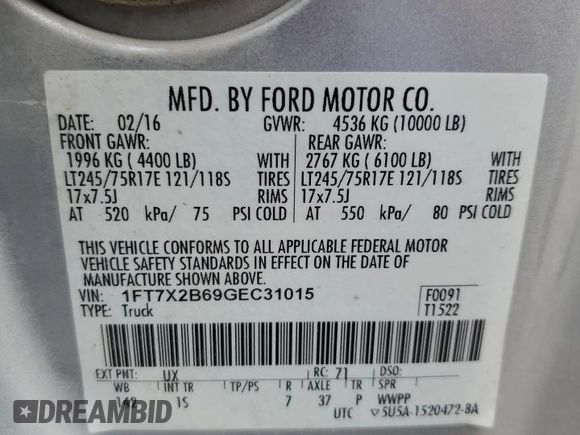 MFD. BY FORD MOTOR CO.
DATE: 02/16 GVWR: 4536 KG (10000 LB)
FRONT GAWR: REAR GAWR:
1996 KG ( 4400 LB) WITH 2767 KG ( 6100 LB) WITH
LT245/75R17E 121/118S TIRES LT245/75R17E 121/118S TIRES
17x7.5J RIMS 17x7.5J RIMS
AT 520 kPa/ 75 PSI COLD AT 550 kPa/ 80 PSI COLD
THIS VEHICLE CONFORMS TO ALL APPLICABLE FEDERAL MOTOR
VEHICLE SAFETY STANDARDS IN EFFECT ON THE DATE OF
MANUFACTURE SHOWN ABOVE.
VIN: 1FT7X2B69GEC31015 F0091
TYPE: Truck T1522
EXT PNT: UX RC: 71 DSO:
WB INT TR TP/PS R AXLE TR SPR
142 1S 7 37 P WWPP
UTC 5U5A-1520472-BA
DREAMBID